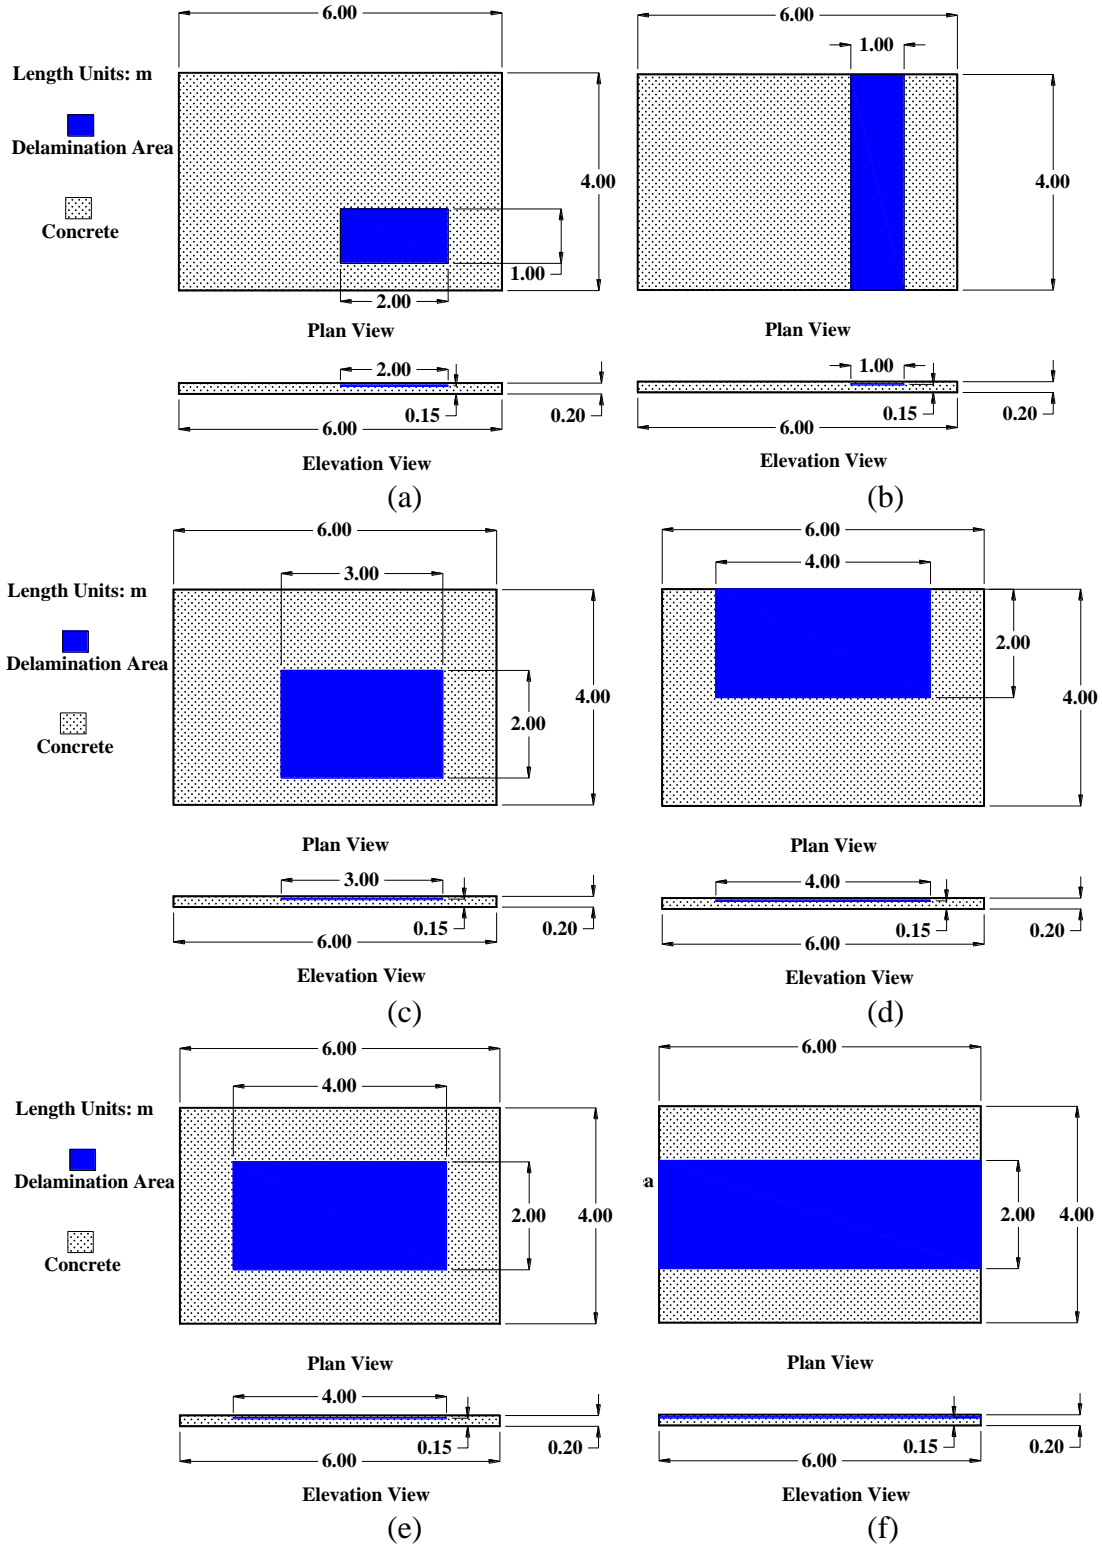 6.00
6.00
1.00
Length Units: m
Delamination Area
Concrete
4.00
4.00
1.00
2.00
Plan View
Plan View
2.00
1.00
0.15
0.20
0.15
0.20
6.00
6.00
Elevation View
Elevation View
(a)
(b)
6.00
6.00
3.00
4.00
Length Units: m
Delamination Area
Concrete
2.00
4.00
2.00
4.00
Plan View
Plan View
3.00
4.00
0.15
0.20
0.15
0.20
6.00
6.00
Elevation View
Elevation View
(c)
(d)
6.00
6.00
4.00
Length Units: m
Delamination Area
Concrete
2.00
4.00
a
2.00
4.00
Plan View
Plan View
4.00
0.15
0.20
0.15
0.20
6.00
6.00
Elevation View
Elevation View
(e)
(f)